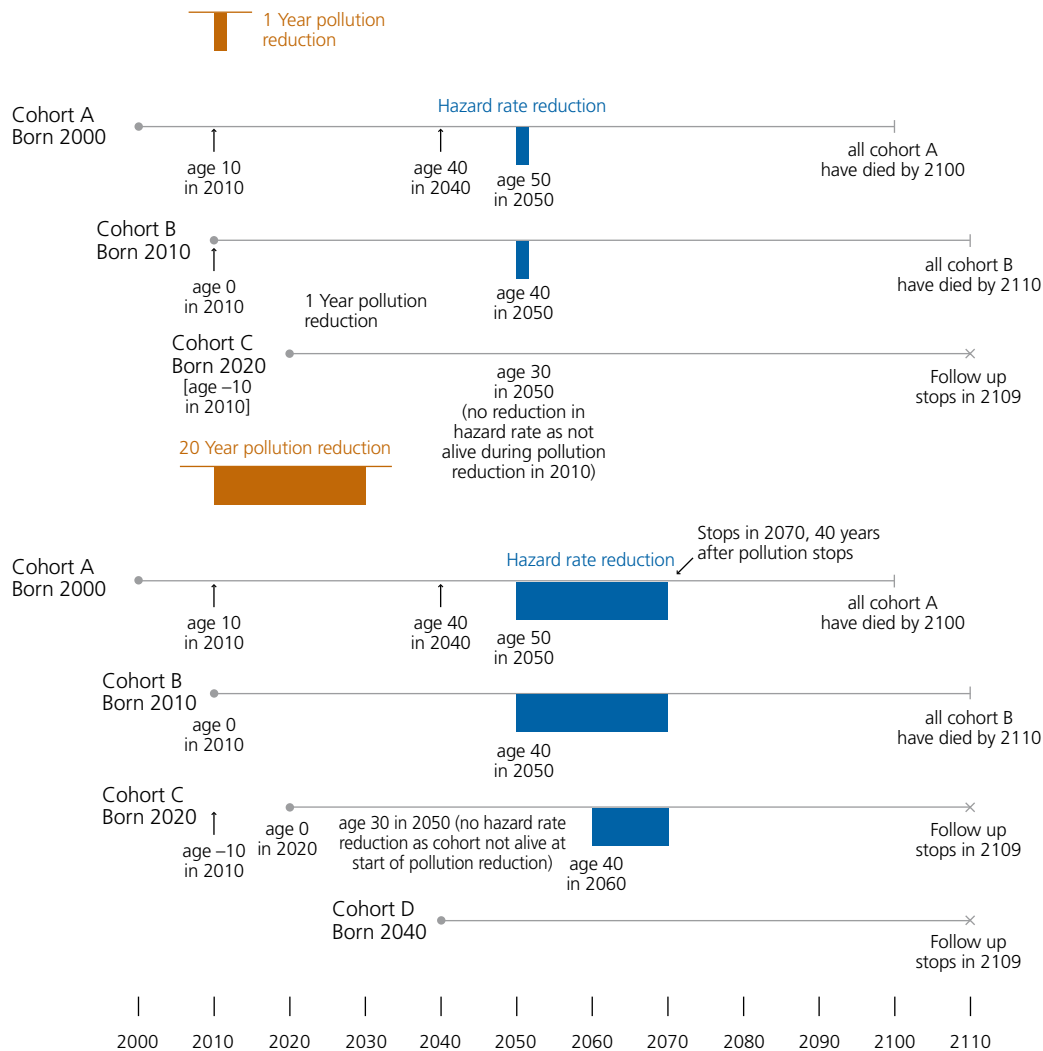 1 Year pollution
reduction
Hazard rate reduction
Cohort A
Born 2000
age 10
in 2010
age 40
in 2040
age 50
in 2050
all cohort A
have died by 2100
Cohort B
Born 2010
age 0
in 2010
age 40
in 2050
all cohort B
have died by 2110
1 Year pollution
reduction
Cohort C
Born 2020
[age –10
in 2010]
age 30
in 2050
(no reduction in
hazard rate as not
alive during pollution
reduction in 2010)
Follow up
stops in 2109
20 Year pollution reduction
Stops in 2070, 40 years
after pollution stops
Hazard rate reduction
Cohort A
Born 2000
age 10
in 2010
age 40
in 2040
age 50
in 2050
all cohort A
have died by 2100
Cohort B
Born 2010
age 0
in 2010
age 40
in 2050
all cohort B
have died by 2110
Cohort C
Born 2020
age –10
in 2010
age 0
in 2020
age 30 in 2050 (no hazard rate
reduction as cohort not alive at
start of pollution reduction)
age 40
in 2060
Follow up
stops in 2109
Cohort D
Born 2040
Follow up
stops in 2109
2000 2010 2020 2030 2040 2050 2060 2070 2080 2090 2100 2110